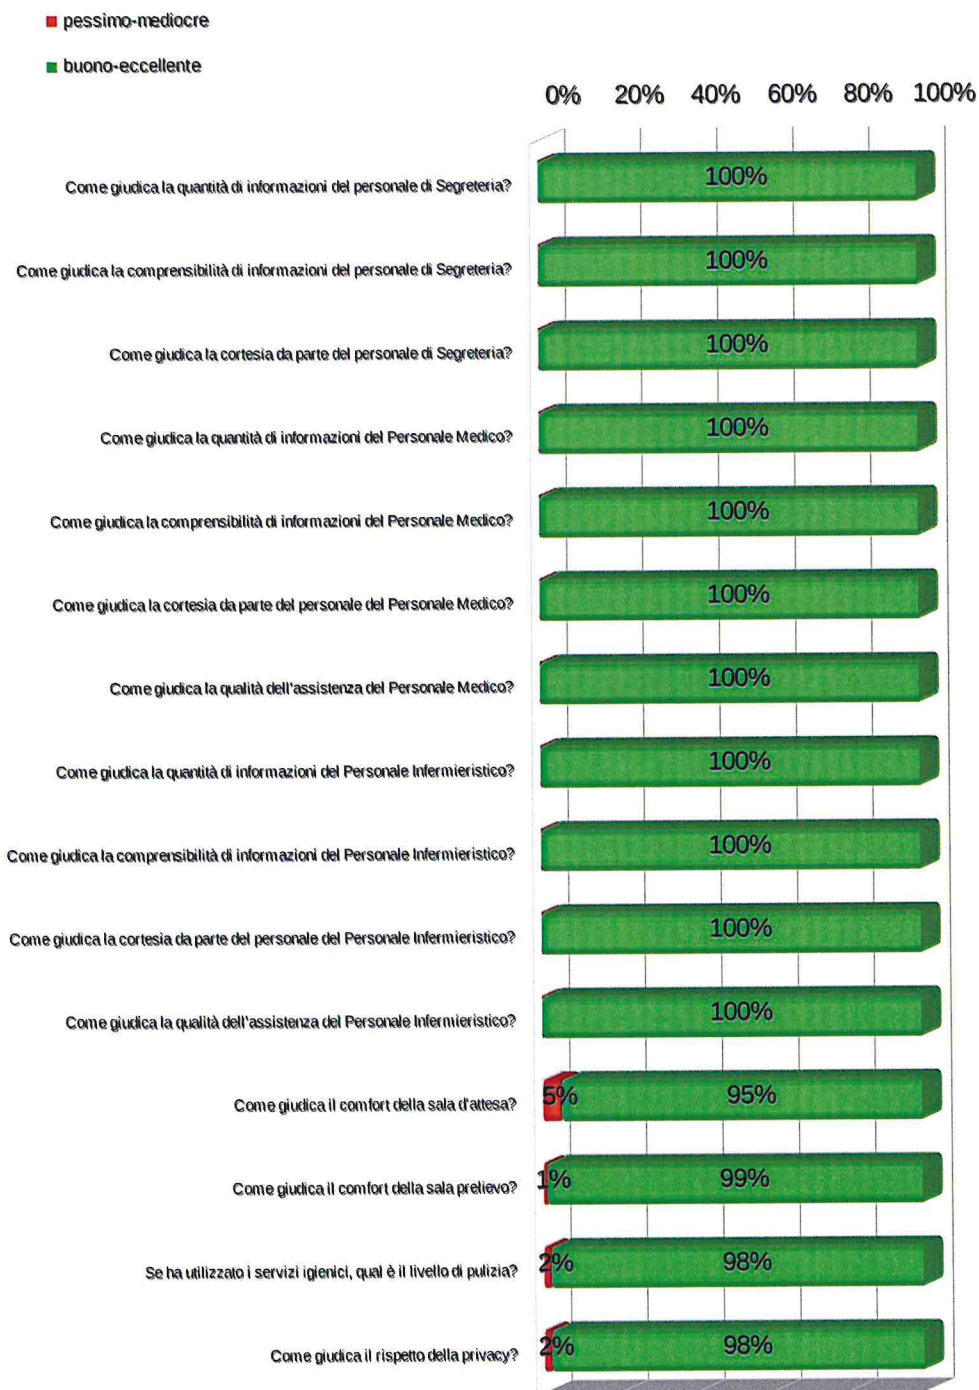 pessimo-mediocre
buono-eccellente
0% 20% 40% 60% 80% 100%
Come giudica la quantità di informazioni del personale di Segreteria? 100%
Come giudica la comprensibilità di informazioni del personale di Segreteria? 100%
Come giudica la cortesia da parte del personale di Segreteria? 100%
Come giudica la quantità di informazioni del Personale Medico? 100%
Come giudica la comprensibilità di informazioni del Personale Medico? 100%
Come giudica la cortesia da parte del personale del Personale Medico? 100%
Come giudica la qualità dell'assistenza del Personale Medico? 100%
Come giudica la quantità di informazioni del Personale Infermieristico? 100%
Come giudica la comprensibilità di informazioni del Personale Infermieristico? 100%
Come giudica la cortesia da parte del personale del Personale Infermieristico? 100%
Come giudica la qualità dell'assistenza del Personale Infermieristico? 100%
Come giudica il comfort della sala d'attesa? 5% 95%
Come giudica il comfort della sala prelievo? 1% 99%
Se ha utilizzato i servizi igienici, qual è il livello di pulizia? 2% 98%
Come giudica il rispetto della privacy? 2% 98%